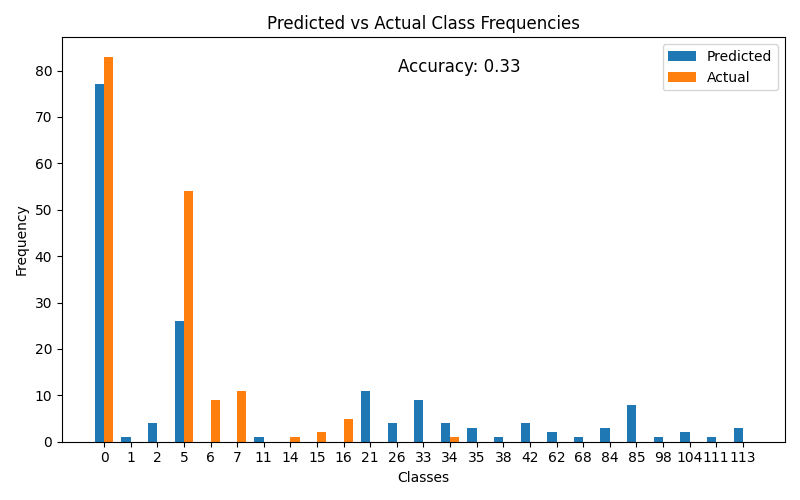 Predicted vs Actual Class Frequencies
Accuracy: 0.33
Predicted
Actual
Frequency
80
70
60
50
40
30
20
10
0
0 1 2 5 6 7 11 14 15 16 21 26 33 34 35 38 42 62 68 84 85 98 104 111 113
Classes